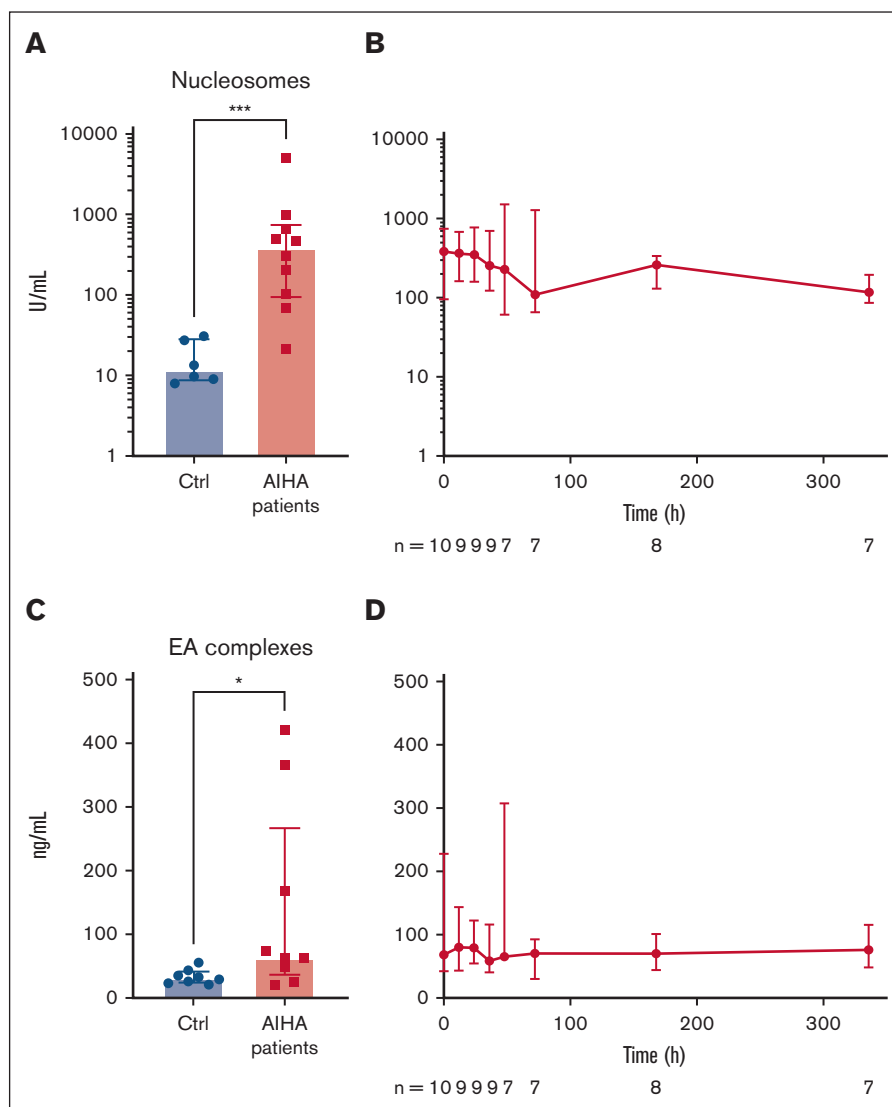 A
Nucleosomes
***
10000
1000
100
10
1
U/mL
Ctrl
AIHA
patients
B
10000
1000
100
10
1
0 100 200 300
Time (h)
n = 10 9 9 9 7 7 8 7
C
EA complexes
*
500
400
300
200
100
0
ng/mL
Ctrl
AIHA
patients
D
500
400
300
200
100
0
0 100 200 300
Time (h)
n = 10 9 9 9 7 7 8 7